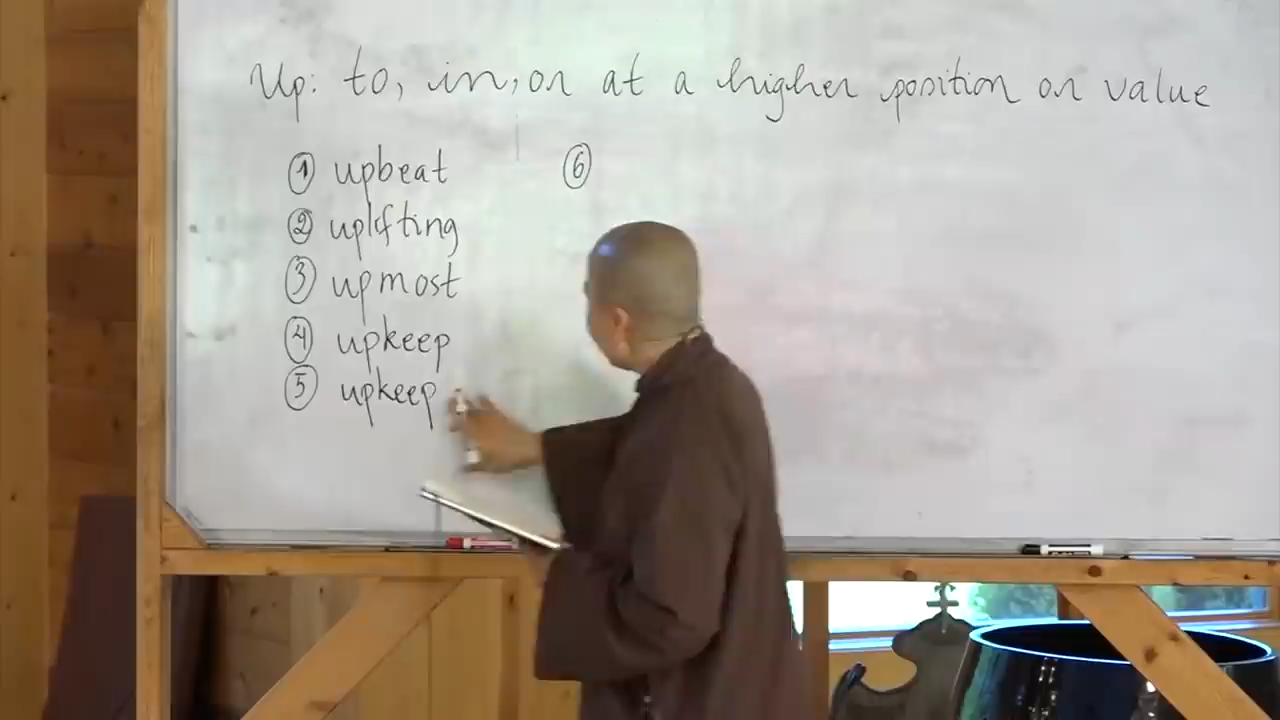 Up: to, in, or at a higher position or value
① upbeat
② uplifting
③ upmost
④ upkeep
⑤ upkeep
⑥